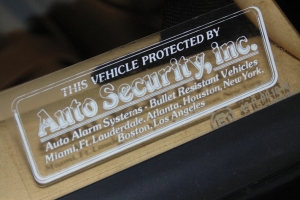 THIS VEHICLE PROTECTED BY
Auto Security, inc.
Auto Alarm Systems - Bullet Resistant Vehicles
Miami, Ft. Lauderdale, Atlanta, Houston, New York,
Boston, Los Angeles